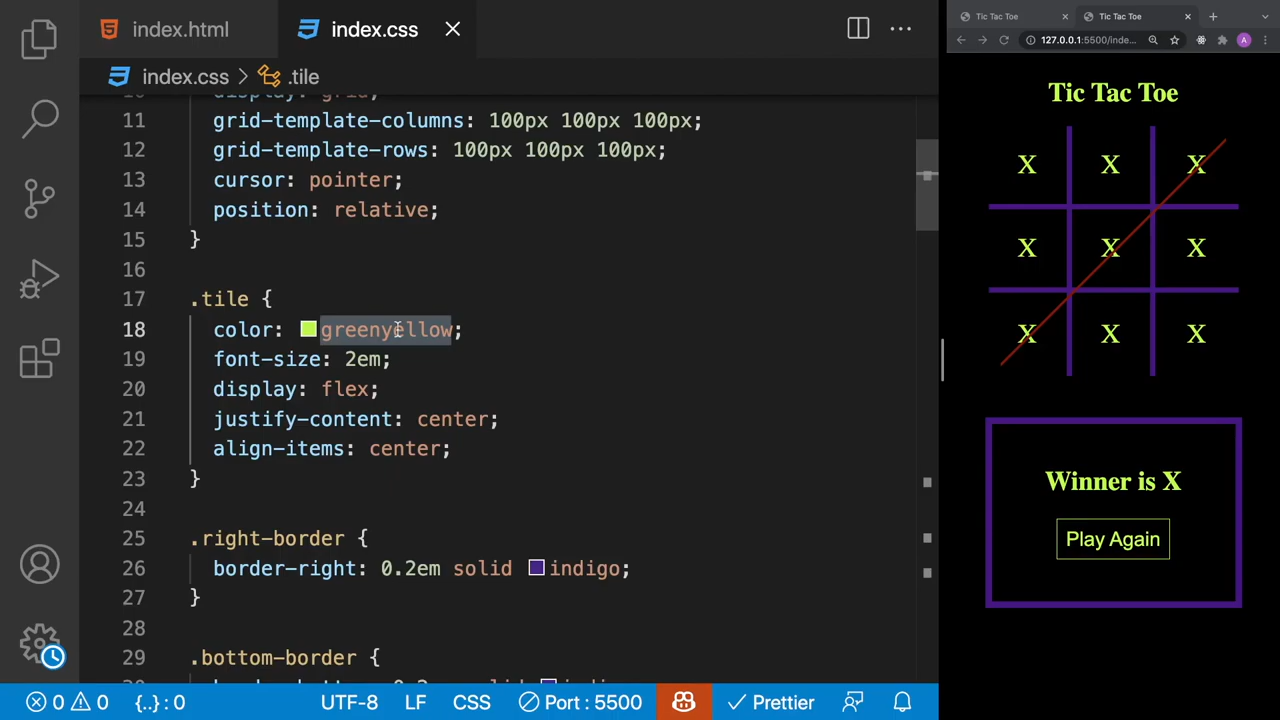 index.html
index.css
index.css > .tile
10 display: grid;
11 grid-template-columns: 100px 100px 100px;
12 grid-template-rows: 100px 100px 100px;
13 cursor: pointer;
14 position: relative;
15 }
16
17 .tile {
18 color: greenyellow;
19 font-size: 2em;
20 display: flex;
21 justify-content: center;
22 align-items: center;
23 }
24
25 .right-border {
26 border-right: 0.2em solid indigo;
27 }
28
29 .bottom-border {
0 0 {..} : 0
UTF-8
LF
CSS
Port : 5500
Prettier
Tic Tac Toe
Tic Tac Toe
127.0.0.1:5500/inde...
A
Tic Tac Toe
X X X
X X X
X X X
Winner is X
Play Again